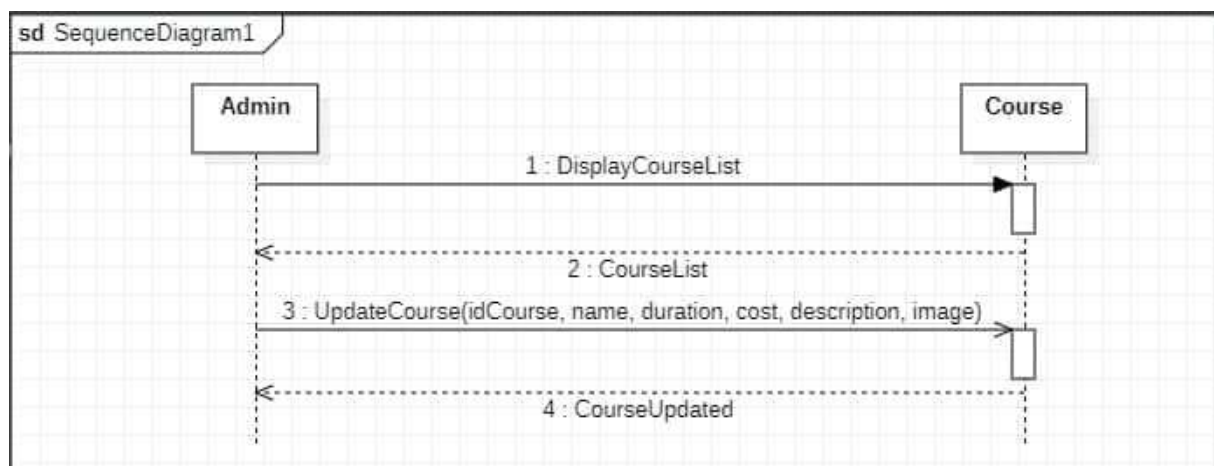 sd SequenceDiagram1
Admin
Course
1 : DisplayCourseList
2 : CourseList
3 : UpdateCourse(idCourse, name, duration, cost, description, image)
4 : CourseUpdated